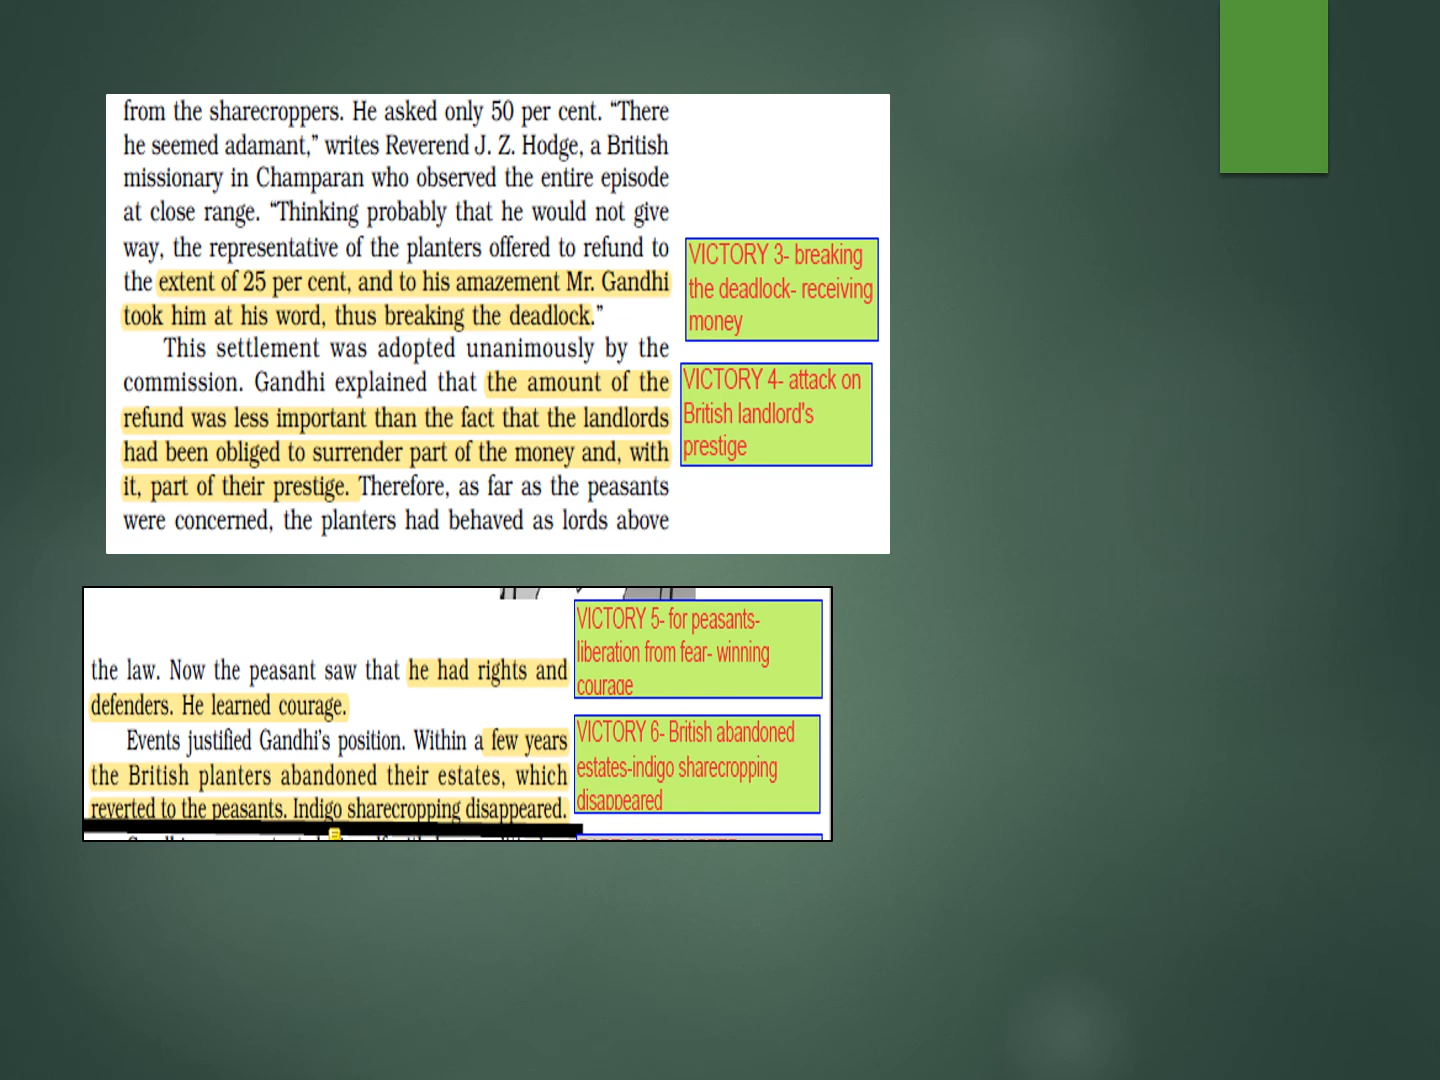 from the sharecroppers. He asked only 50 per cent. “There
he seemed adamant,” writes Reverend J. Z. Hodge, a British
missionary in Champaran who observed the entire episode
at close range. “Thinking probably that he would not give
way, the representative of the planters offered to refund to
the extent of 25 per cent, and to his amazement Mr. Gandhi
took him at his word, thus breaking the deadlock.”
This settlement was adopted unanimously by the
commission. Gandhi explained that the amount of the
refund was less important than the fact that the landlords
had been obliged to surrender part of the money and, with
it, part of their prestige. Therefore, as far as the peasants
were concerned, the planters had behaved as lords above
VICTORY 3- breaking
the deadlock- receiving
money
VICTORY 4- attack on
British landlord's
prestige
the law. Now the peasant saw that he had rights and
defenders. He learned courage.
Events justified Gandhi’s position. Within a few years
the British planters abandoned their estates, which
reverted to the peasants. Indigo sharecropping disappeared.
VICTORY 5- for peasants-
liberation from fear- winning
courage
VICTORY 6- British abandoned
estates-indigo sharecropping
disappeared